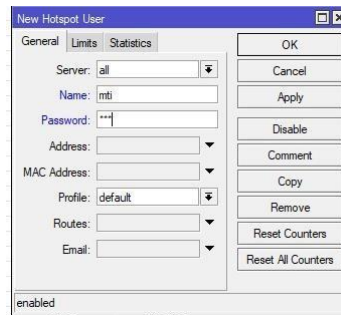 New Hotspot User
General Limits Statistics
Server: all
Name: mti
Password: ***
Address:
MAC Address:
Profile: default
Routes:
Email:
OK
Cancel
Apply
Disable
Comment
Copy
Remove
Reset Counters
Reset All Counters
enabled